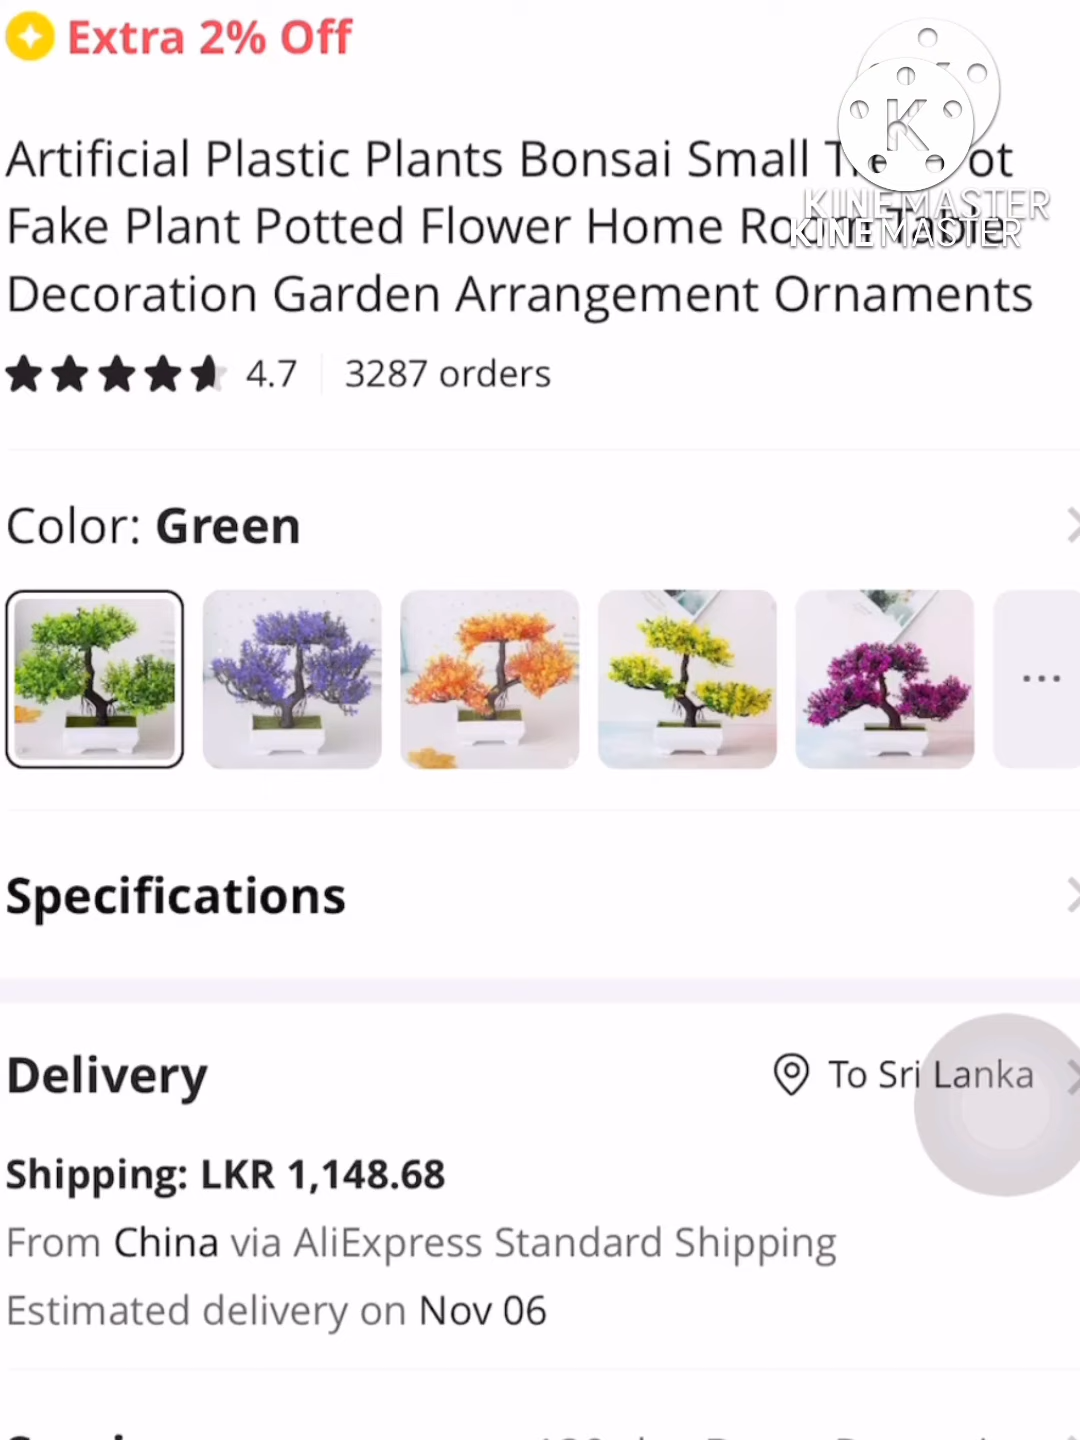 Extra 2% Off
Artificial Plastic Plants Bonsai Small
Fake Plant Potted Flower Home Room Table
Decoration Garden Arrangement Ornaments
4.7 3287 orders
Color: Green
...
Specifications
Delivery To Sri Lanka
Shipping: LKR 1,148.68
From China via AliExpress Standard Shipping
Estimated delivery on Nov 06
K
KINEMASTER
KINEMASTER